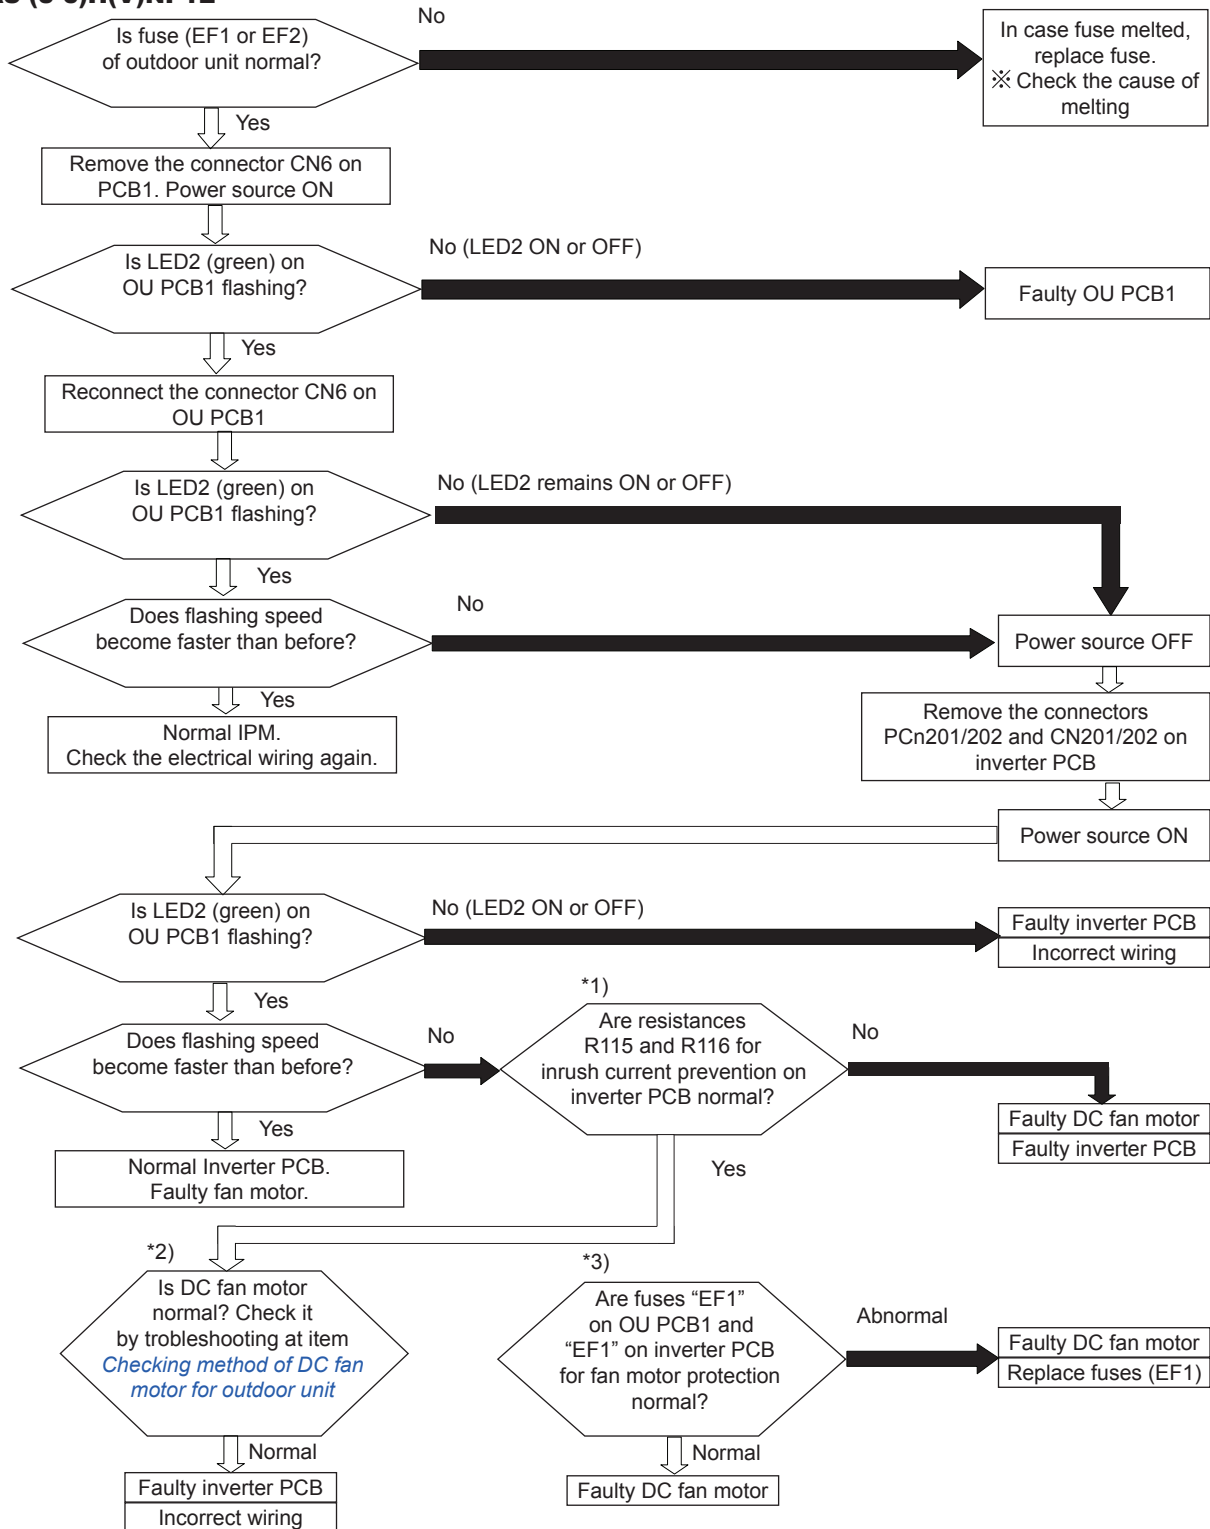 No
Is fuse (EF1 or EF2)
of outdoor unit normal?
In case fuse melted,
replace fuse.
※ Check the cause of
melting
Yes
Remove the connector CN6 on
PCB1. Power source ON
No (LED2 ON or OFF)
Is LED2 (green) on
OU PCB1 flashing?
Faulty OU PCB1
Yes
Reconnect the connector CN6 on
OU PCB1
No (LED2 remains ON or OFF)
Is LED2 (green) on
OU PCB1 flashing?
Yes
No
Does flashing speed
become faster than before?
Power source OFF
Yes
Normal IPM.
Check the electrical wiring again.
Remove the connectors
PCn201/202 and CN201/202 on
inverter PCB
Power source ON
No (LED2 ON or OFF)
Is LED2 (green) on
OU PCB1 flashing?
Faulty inverter PCB
Incorrect wiring
Yes
*1)
Does flashing speed
become faster than before?
No
Are resistances
R115 and R116 for
inrush current prevention on
inverter PCB normal?
No
Faulty DC fan motor
Faulty inverter PCB
Yes
Normal Inverter PCB.
Faulty fan motor.
Yes
*2)
Is DC fan motor
normal? Check it
by trobleshooting at item
Checking method of DC fan
motor for outdoor unit
*3)
Are fuses “EF1”
on OU PCB1 and
“EF1” on inverter PCB
for fan motor protection
normal?
Abnormal
Faulty DC fan motor
Replace fuses (EF1)
Normal
Faulty inverter PCB
Incorrect wiring
Normal
Faulty DC fan motor